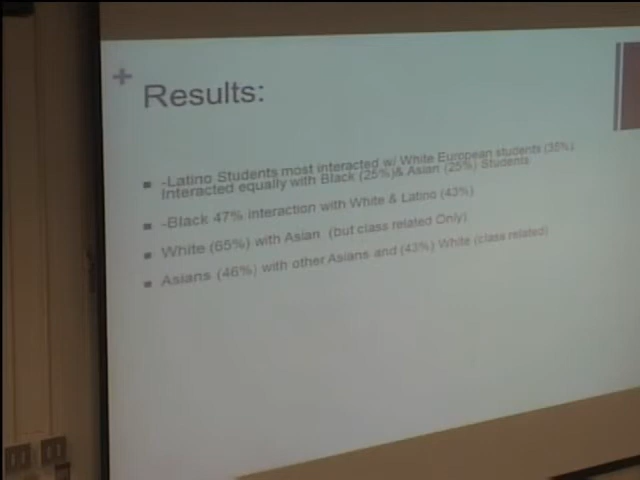 +
Results:
-Latino Students most interacted w/ White European students (35%)
Interacted equally with Black (25%)& Asian (25%) Students
-Black 47% interaction with White & Latino (43%)
White (65%) with Asian (but class related Only)
Asians (46%) with other Asians and (43%) White (class related)